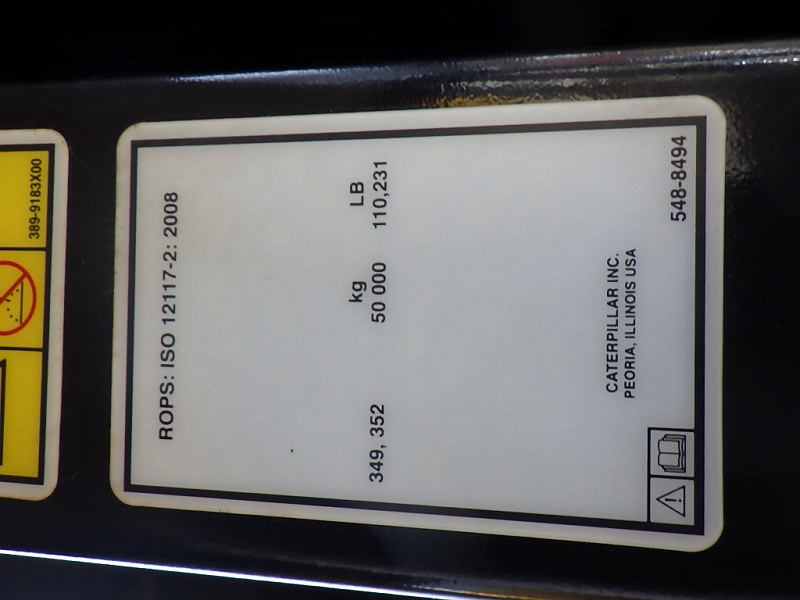 389-9183X00
ROPS: ISO 12117-2: 2008
kg LB
349, 352 50 000 110,231
CATERPILLAR INC.
PEORIA, ILLINOIS USA
548-8494